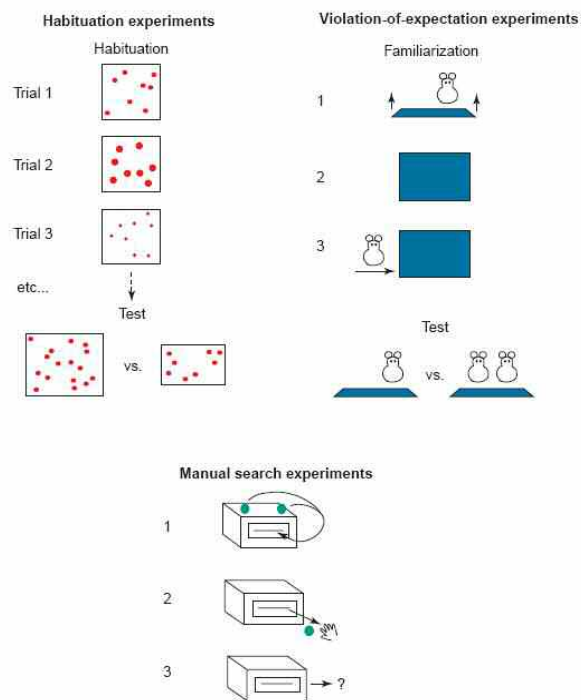 Habituation experiments
Habituation
Trial 1
Trial 2
Trial 3
etc...
Test
vs.
Violation-of-expectation experiments
Familiarization
1
2
3
Test
vs.
Manual search experiments
1
2
3
?